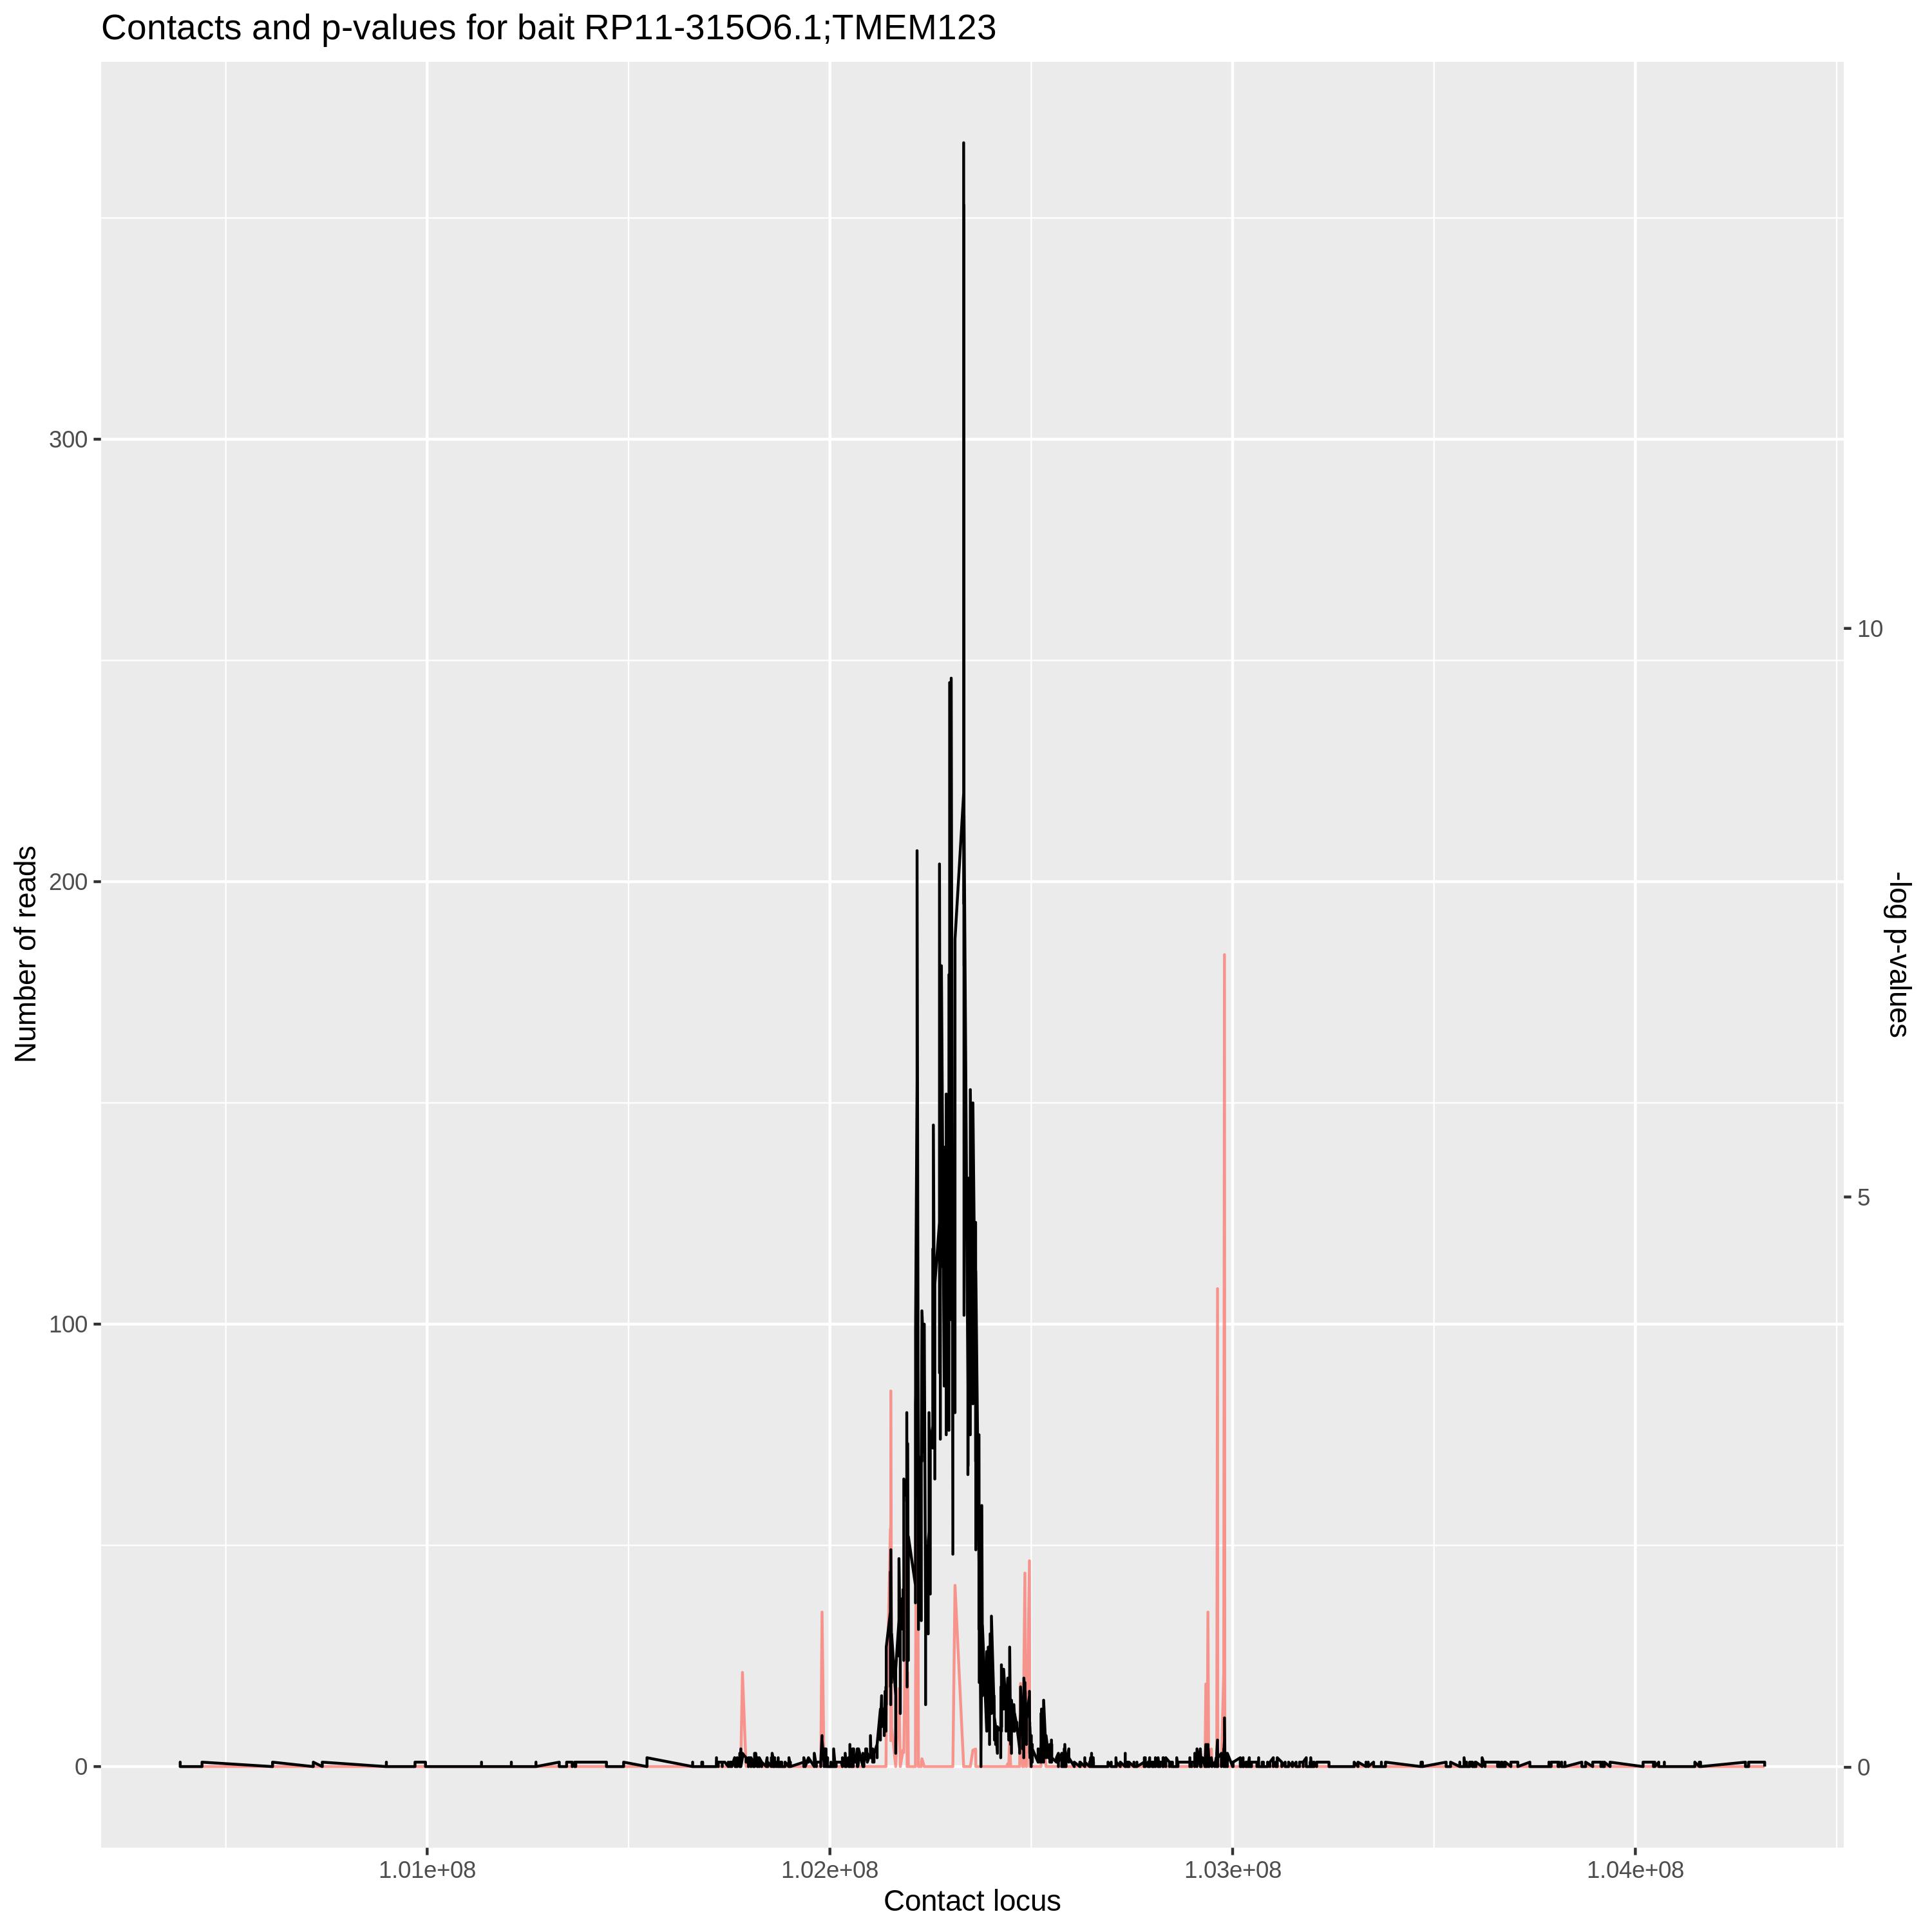 Contacts and p-values for bait RP11-315O6.1;TMEM123
Number of reads
300
200
100
0
10
5
0
-log p-values
1.01e+08
1.02e+08
1.03e+08
1.04e+08
Contact locus